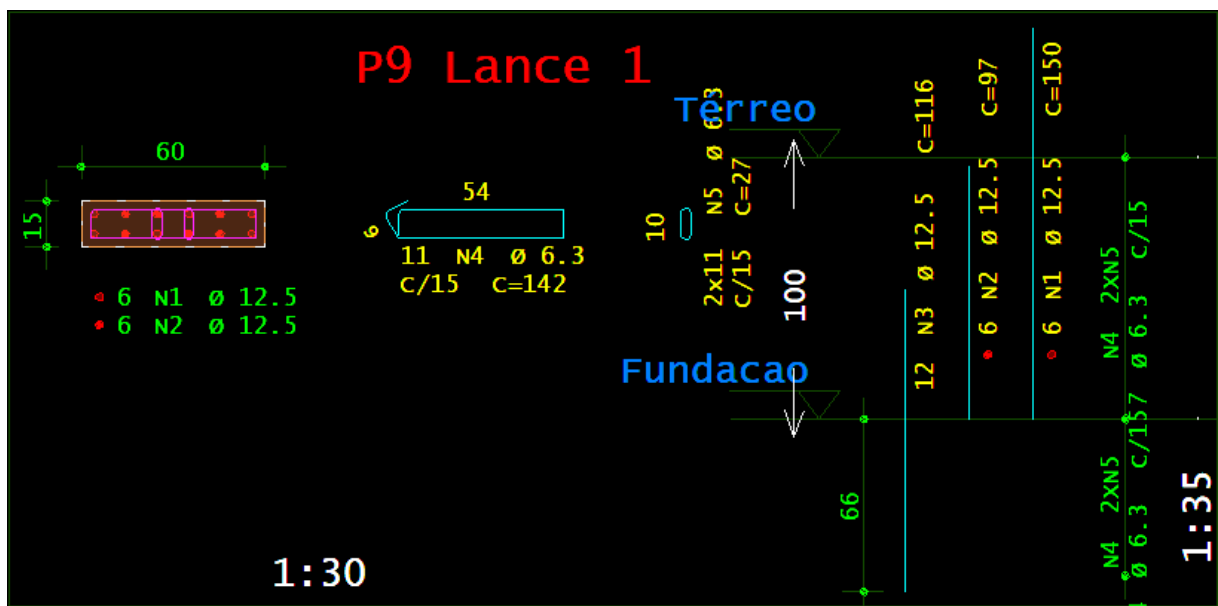 P9 Lance 1
60
15
6 N1 Ø 12.5
6 N2 Ø 12.5
54
6
11 N4 Ø 6.3
C/15 C=142
10
2x11 N5 Ø 6.3
C/15 C=27
Térreo
100
Fundacao
12 N3 Ø 12.5 C=116
6 N2 Ø 12.5 C=97
6 N1 Ø 12.5 C=150
N4 2xN5
Ø 6.3 C/15
7
N4 2xN5
Ø 6.3 C/15
66
1:30
1:35